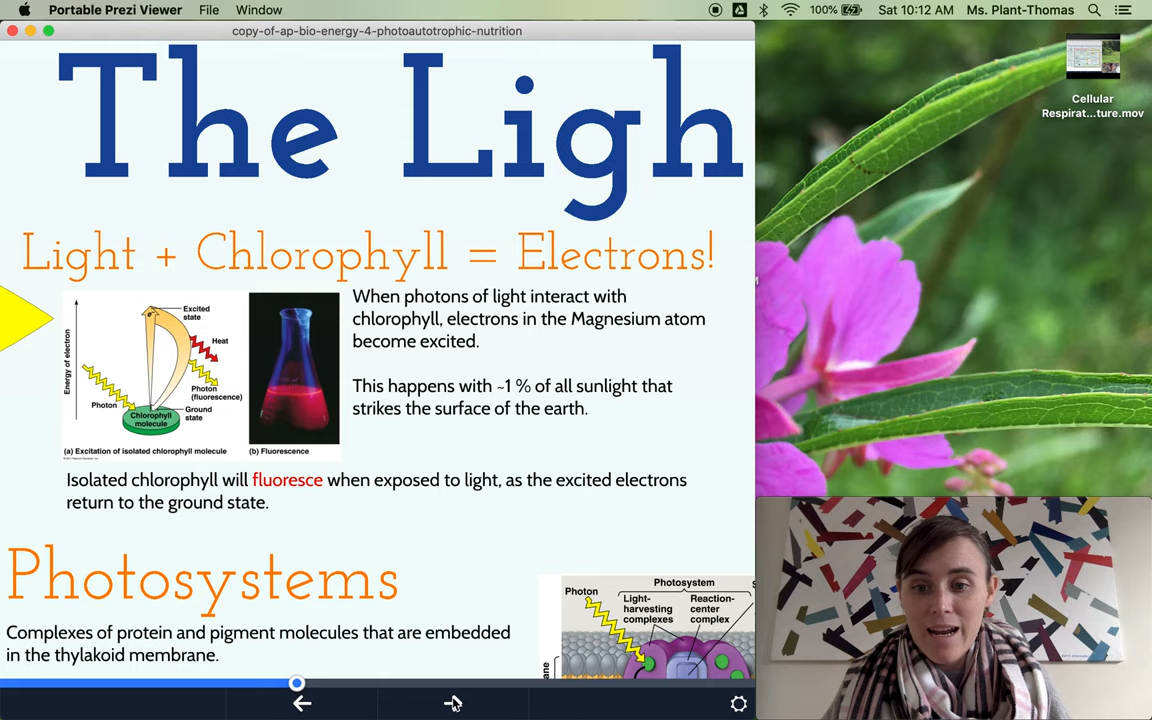 Portable Prezi Viewer File Window 100% Sat 10:12 AM Ms. Plant-Thomas
copy-of-ap-bio-energy-4-photoautotrophic-nutrition
The Ligh
Light + Chlorophyll = Electrons!
Energy of electron
Excited
state
e-
Heat
Photon
(fluorescence)
Photon
Ground
state
Chlorophyll
molecule
(a) Excitation of isolated chlorophyll molecule
(b) Fluorescence
When photons of light interact with
chlorophyll, electrons in the Magnesium atom
become excited.
This happens with ~1 % of all sunlight that
strikes the surface of the earth.
Isolated chlorophyll will fluoresce when exposed to light, as the excited electrons
return to the ground state.
Photosystems
Complexes of protein and pigment molecules that are embedded
in the thylakoid membrane.
Photosystem
Photon
Light-
harvesting
complexes
Reaction-
center
complex
S
ane
Cellular
Respirat...ture.mov